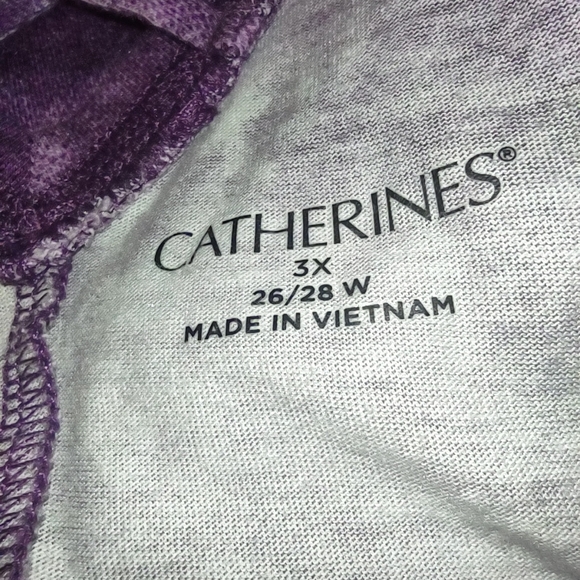 CATHERINES®
3X
26/28 W
MADE IN VIETNAM